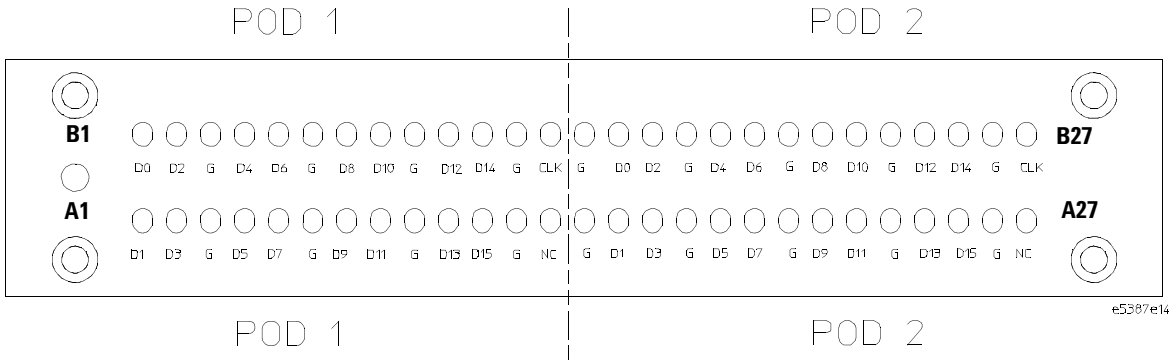 POD 1 POD 2
B1 B27
D0 D2 G D4 D6 G D8 D10 G D12 D14 G CLK G D0 D2 G D4 D6 G D8 D10 G D12 D14 G CLK
A1 A27
D1 D3 G D5 D7 G D9 D11 G D13 D15 G NC G D1 D3 G D5 D7 G D9 D11 G D13 D15 G NC
e5387e14
POD 1 POD 2